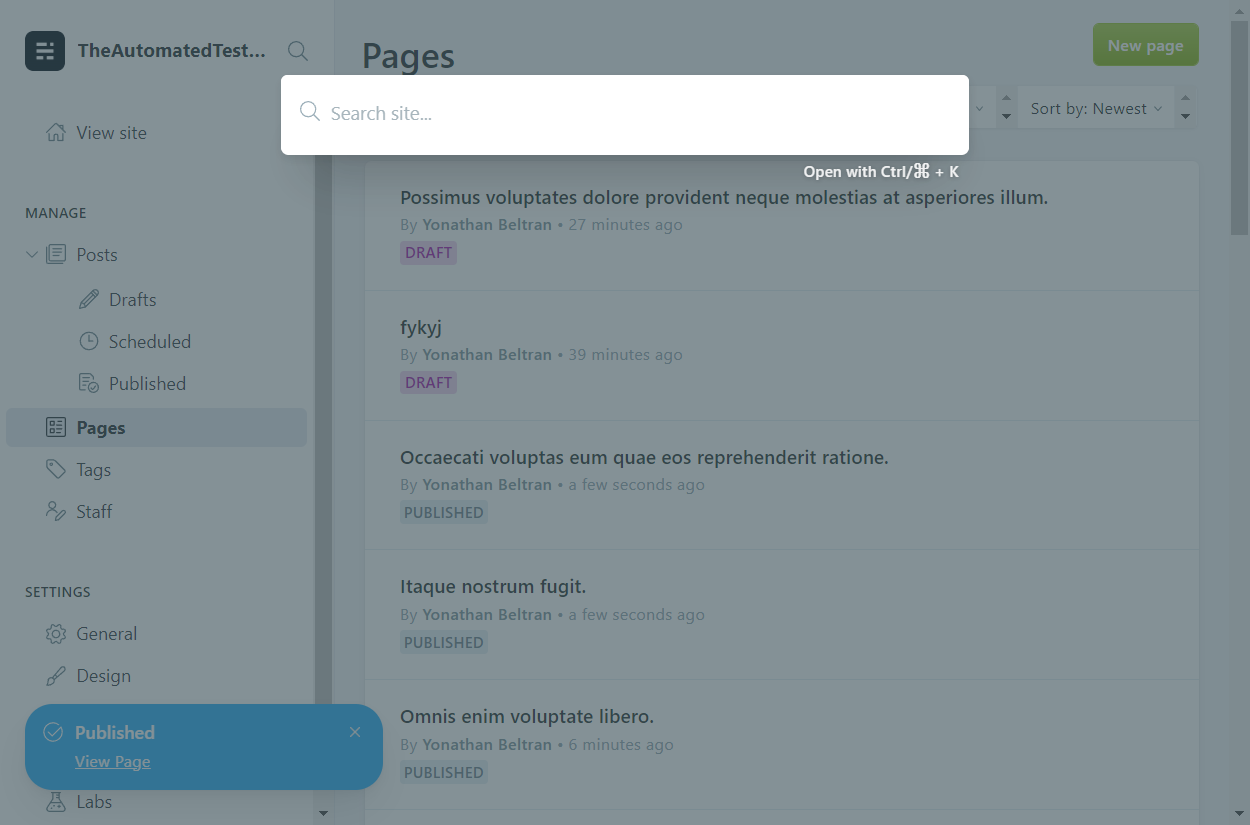 TheAutomatedTest...
View site
MANAGE
Posts
Drafts
Scheduled
Published
Pages
Tags
Staff
SETTINGS
General
Design
Labs
Published
View Page
Pages
New page
Search site...
Open with Ctrl/⌘ + K
Sort by: Newest
Possimus voluptates dolore provident neque molestias at asperiores illum.
By Yonathan Beltran • 27 minutes ago
DRAFT
fykyj
By Yonathan Beltran • 39 minutes ago
DRAFT
Occaecati voluptas eum quae eos reprehenderit ratione.
By Yonathan Beltran • a few seconds ago
PUBLISHED
Itaque nostrum fugit.
By Yonathan Beltran • a few seconds ago
PUBLISHED
Omnis enim voluptate libero.
By Yonathan Beltran • 6 minutes ago
PUBLISHED